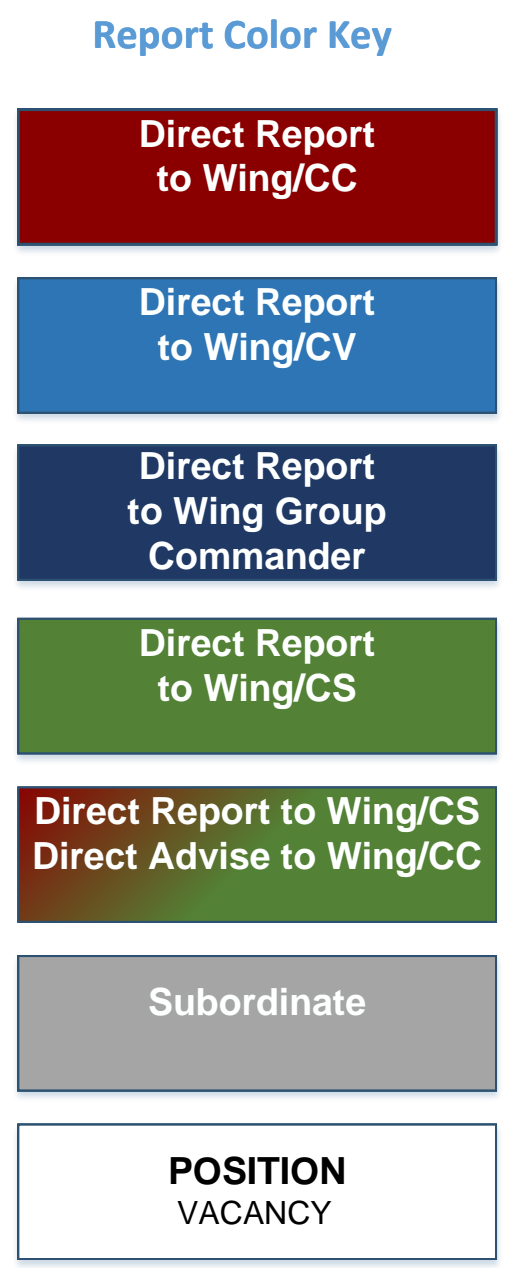 Report Color Key
Direct Report
to Wing/CC
Direct Report
to Wing/CV
Direct Report
to Wing Group
Commander
Direct Report
to Wing/CS
Direct Report to Wing/CS
Direct Advise to Wing/CC
Subordinate
POSITION
VACANCY